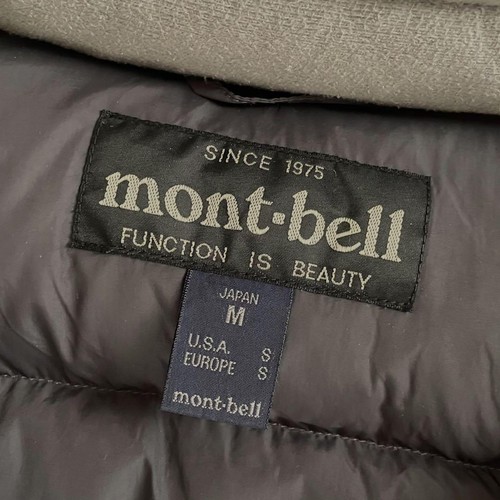 SINCE 1975
mont-bell
FUNCTION IS BEAUTY
JAPAN
M
U.S.A. S
EUROPE S
mont-bell